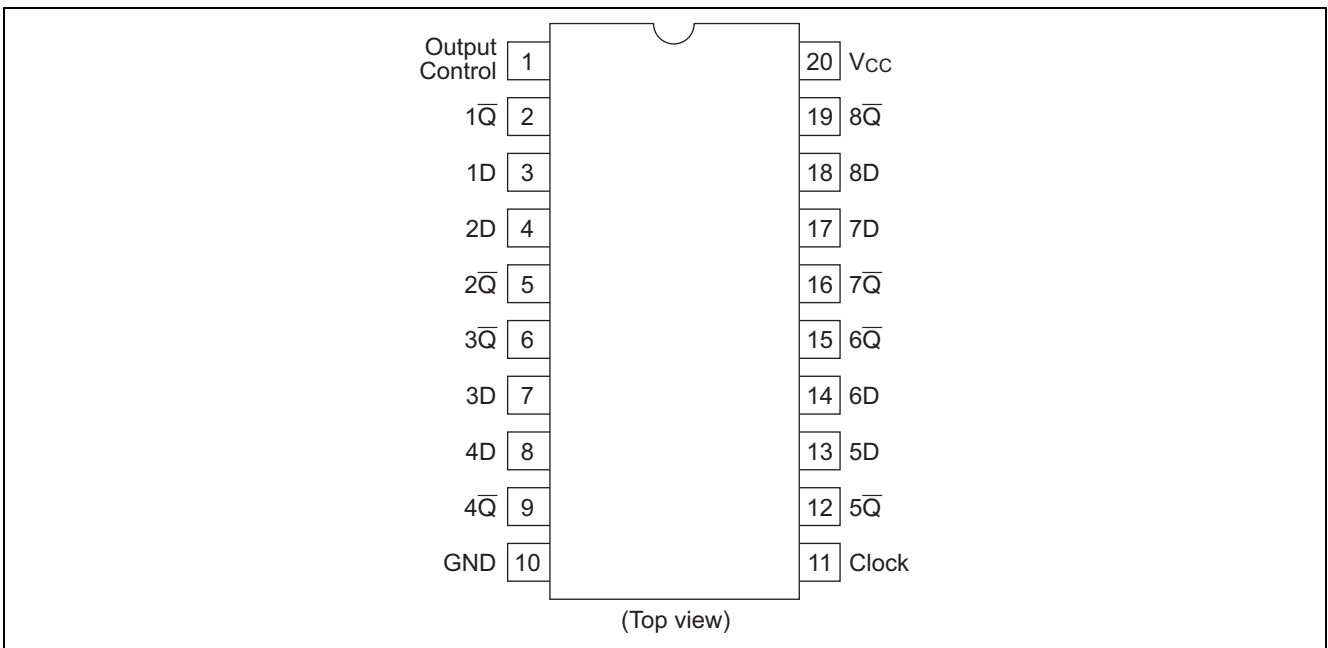 Output
Control 1 20 VCC
1Q̅ 2 19 8Q̅
1D 3 18 8D
2D 4 17 7D
2Q̅ 5 16 7Q̅
3Q̅ 6 15 6Q̅
3D 7 14 6D
4D 8 13 5D
4Q̅ 9 12 5Q̅
GND 10 11 Clock
(Top view)